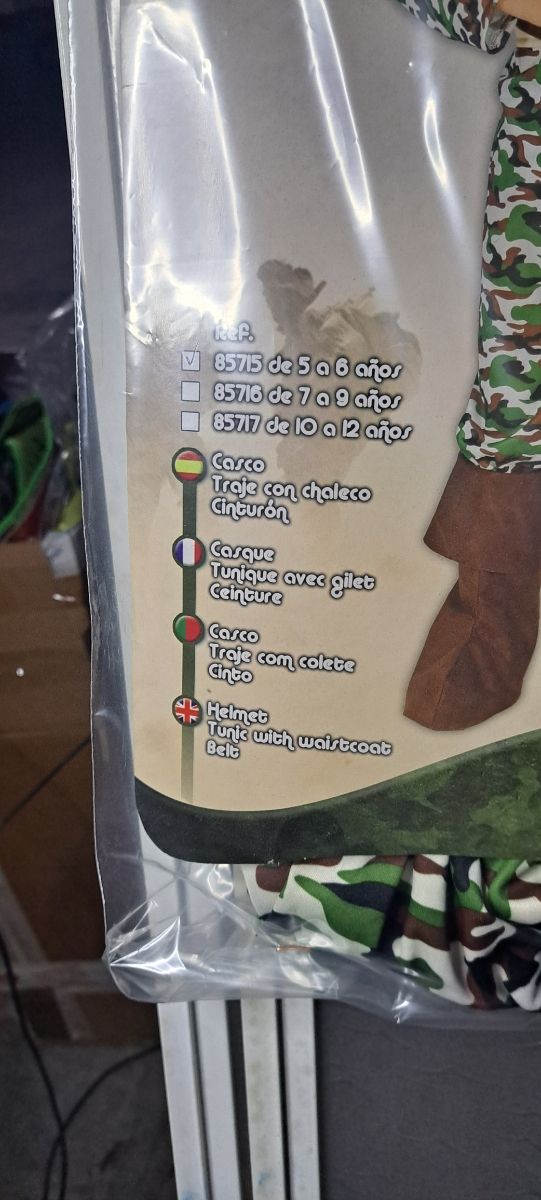 Ref.
85715 de 5 a 6 años
85716 de 7 a 9 años
85717 de 10 a 12 años
Casco
Traje con chaleco
Cinturón
Casque
Tunique avec gilet
Ceinture
Casco
Traje com colete
Cinto
Helmet
Tunic with waistcoat
Belt